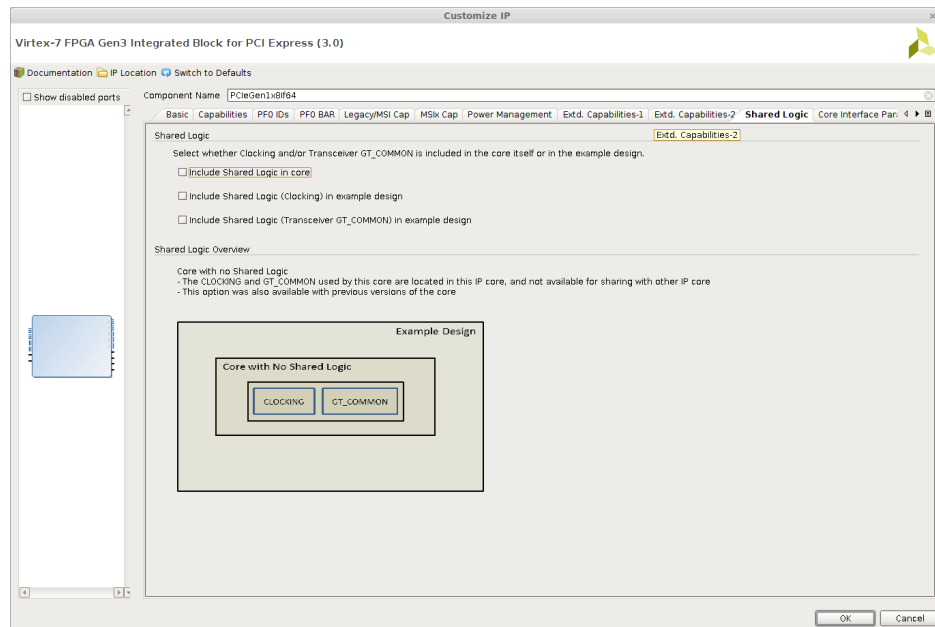 Customize IP
Virtex-7 FPGA Gen3 Integrated Block for PCI Express (3.0)
Documentation IP Location Switch to Defaults
Show disabled ports
Component Name PCIeGen1x8If64
Basic Capabilities PF0 IDs PF0 BAR Legacy/MSI Cap MSIx Cap Power Management Extd. Capabilities-1 Extd. Capabilities-2 Shared Logic Core Interface Par
Shared Logic
Extd. Capabilities-2
Select whether Clocking and/or Transceiver GT_COMMON is included in the core itself or in the example design.
Include Shared Logic in core
Include Shared Logic (Clocking) in example design
Include Shared Logic (Transceiver GT_COMMON) in example design
Shared Logic Overview
Core with no Shared Logic
- The CLOCKING and GT_COMMON used by this core are located in this IP core, and not available for sharing with other IP core
- This option was also available with previous versions of the core
Example Design
Core with No Shared Logic
CLOCKING GT_COMMON
OK Cancel